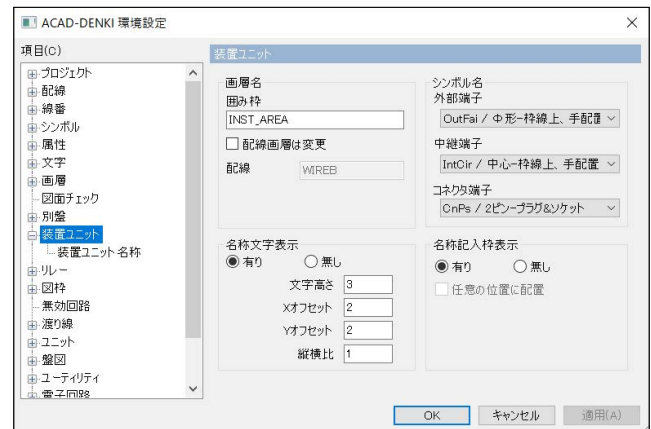 ACAD-DENKI 環境設定
項目(C)
プロジェクト
配線
線番
シンボル
属性
文字
画層
図面チェック
別盤
装置ユニット
装置ユニット名称
リレー
図枠
無効回路
渡り線
ユニット
盤図
ユーティリティ
電子回路
装置ユニット
画層名
囲み枠
INST_AREA
配線画層は変更
配線 WIREB
シンボル名
外部端子
OutFai / Φ形-枠線上、手配置
中継端子
IntCir / 中心-枠線上、手配置
コネクタ端子
CnPs / 2ピン-プラグ&ソケット
名称文字表示
有り 無し
文字高さ 3
Xオフセット 2
Yオフセット 2
縦横比 1
名称記入枠表示
有り 無し
任意の位置に配置
OK キャンセル 適用(A)